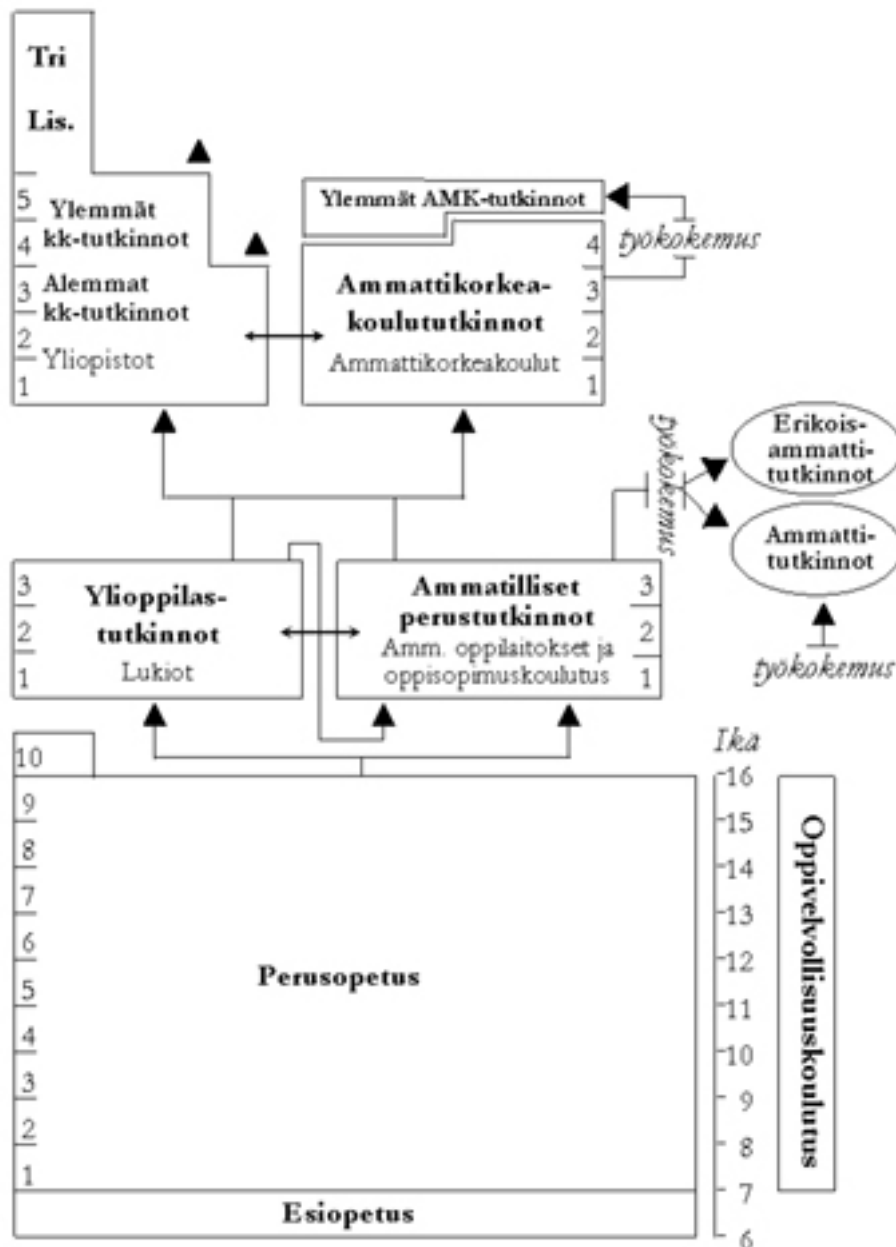 Tri
Lis.
5
Ylemmät
kk-tutkinnot
4
3
Alemmat
kk-tutkinnot
2
Yliopistot
1
Ylemmät AMK-tutkinnot
työkokemus
4
Ammattikorkea-
koulututkinnot
3
2
Ammattikorkeakoulut
1
työkokemus
Erikois-
ammatti-
tutkinnot
Ammatti-
tutkinnot
työkokemus
3
Ylioppilas-
tutkinnot
2
Lukiot
1
Ammatilliset
perustutkinnot
3
Amm. oppilaitokset ja
oppisopimuskoulutus
2
1
10
9
8
7
6
5
4
3
2
1
Perusopetus
Esiopetus
Ika
16
15
14
13
12
11
10
9
8
7
6
Oppivelvollisuuskoulutus